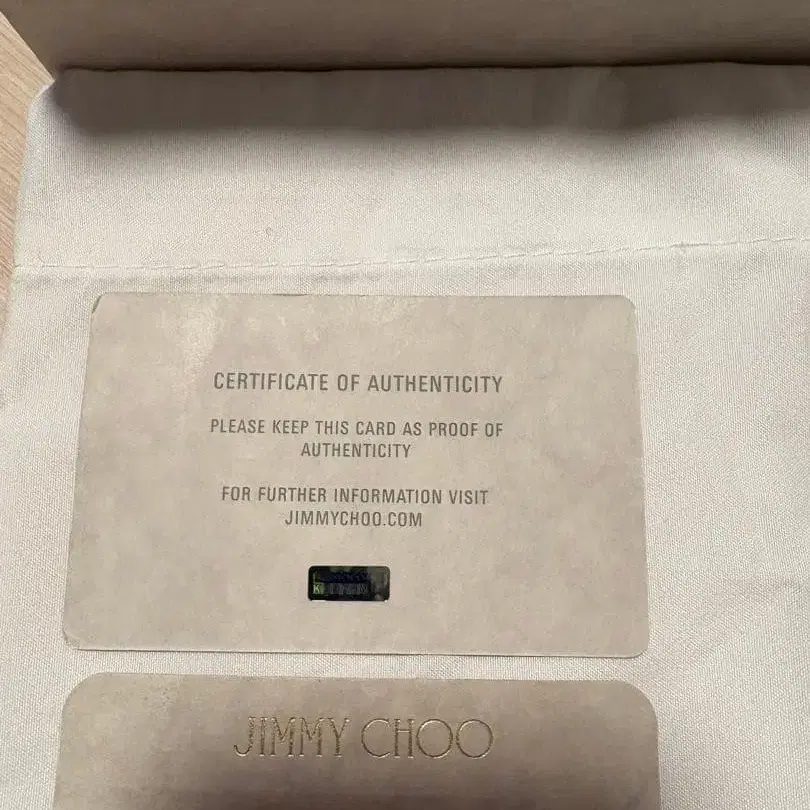 CERTIFICATE OF AUTHENTICITY
PLEASE KEEP THIS CARD AS PROOF OF
AUTHENTICITY
FOR FURTHER INFORMATION VISIT
JIMMYCHOO.COM
JIMMY CHOO